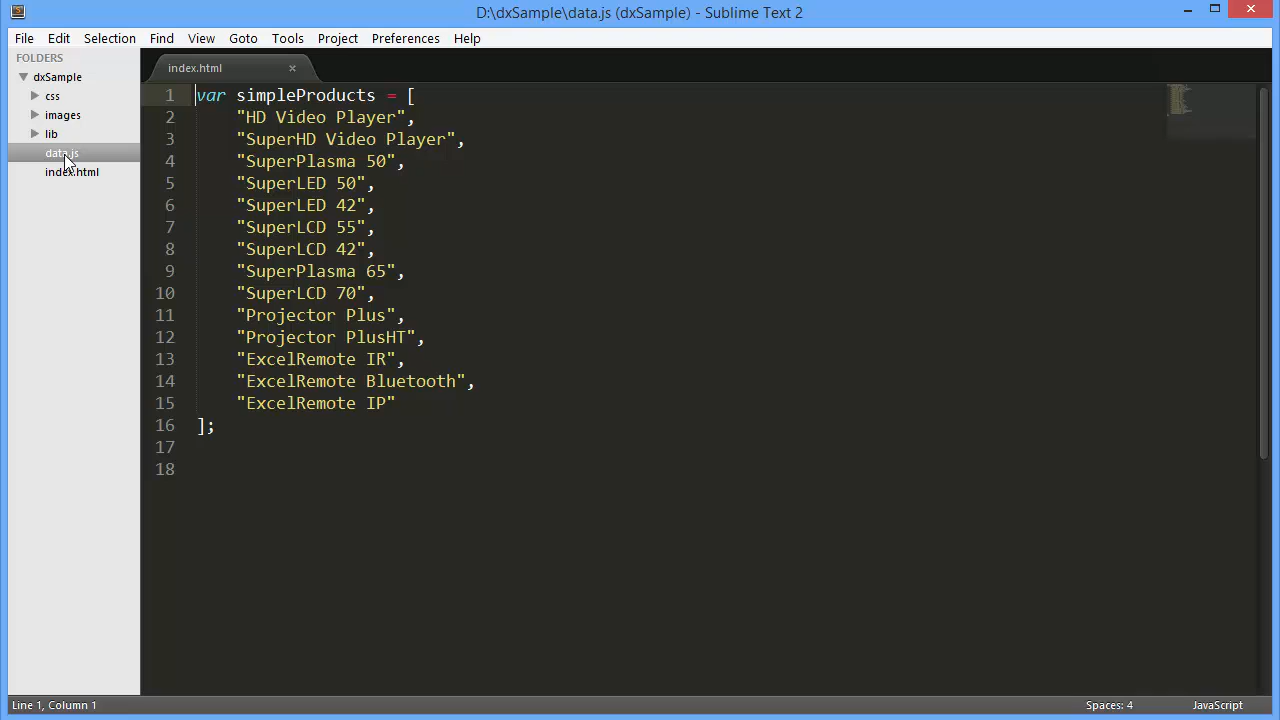 D:\dxSample\data.js (dxSample) - Sublime Text 2
File Edit Selection Find View Goto Tools Project Preferences Help
FOLDERS
dxSample
css
images
lib
data.js
index.html
index.html ×
1 var simpleProducts = [
2 "HD Video Player",
3 "SuperHD Video Player",
4 "SuperPlasma 50",
5 "SuperLED 50",
6 "SuperLED 42",
7 "SuperLCD 55",
8 "SuperLCD 42",
9 "SuperPlasma 65",
10 "SuperLCD 70",
11 "Projector Plus",
12 "Projector PlusHT",
13 "ExcelRemote IR",
14 "ExcelRemote Bluetooth",
15 "ExcelRemote IP"
16 ];
17
18
Line 1, Column 1 Spaces: 4 JavaScript